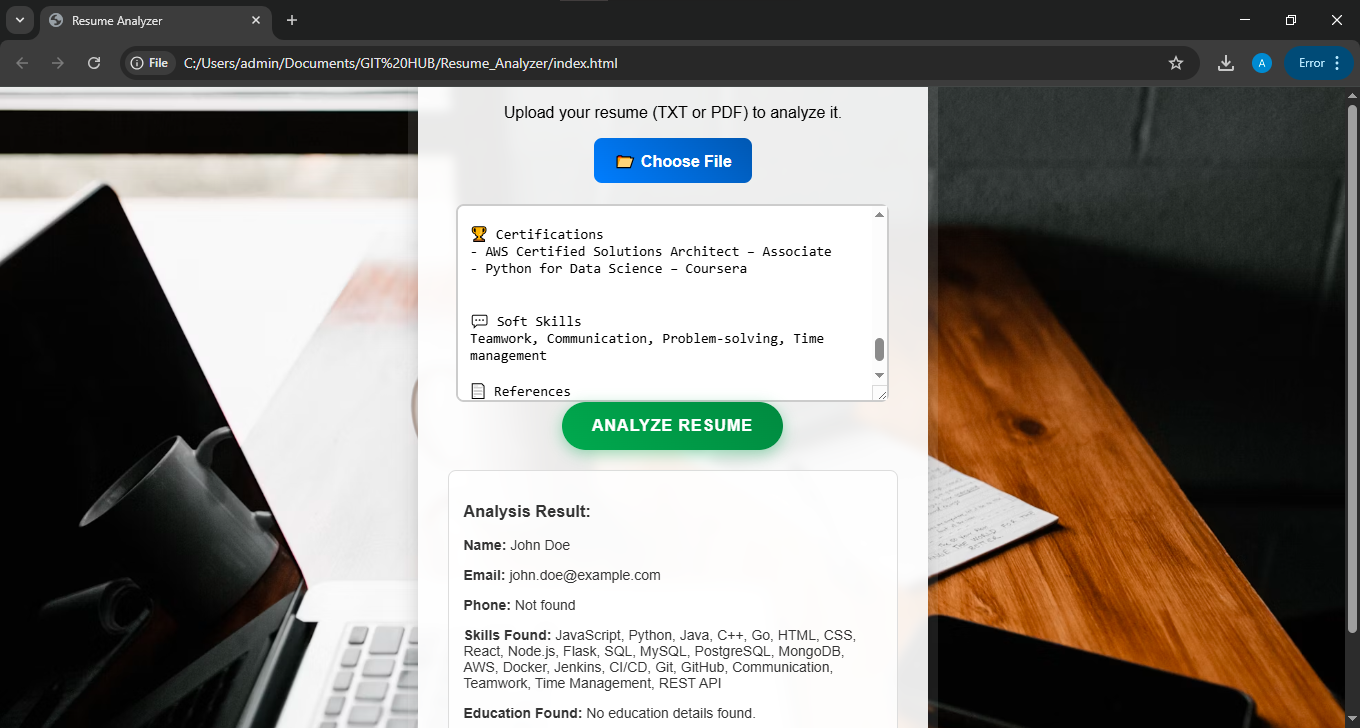 Resume Analyzer
File
C:/Users/admin/Documents/GIT%20HUB/Resume_Analyzer/index.html
A
Error
Upload your resume (TXT or PDF) to analyze it.
Choose File
Certifications
- AWS Certified Solutions Architect – Associate
- Python for Data Science – Coursera
Soft Skills
Teamwork, Communication, Problem-solving, Time
management
References
ANALYZE RESUME
Analysis Result:
Name: John Doe
Email: john.doe@example.com
Phone: Not found
Skills Found: JavaScript, Python, Java, C++, Go, HTML, CSS,
React, Node.js, Flask, SQL, MySQL, PostgreSQL, MongoDB,
AWS, Docker, Jenkins, CI/CD, Git, GitHub, Communication,
Teamwork, Time Management, REST API
Education Found: No education details found.